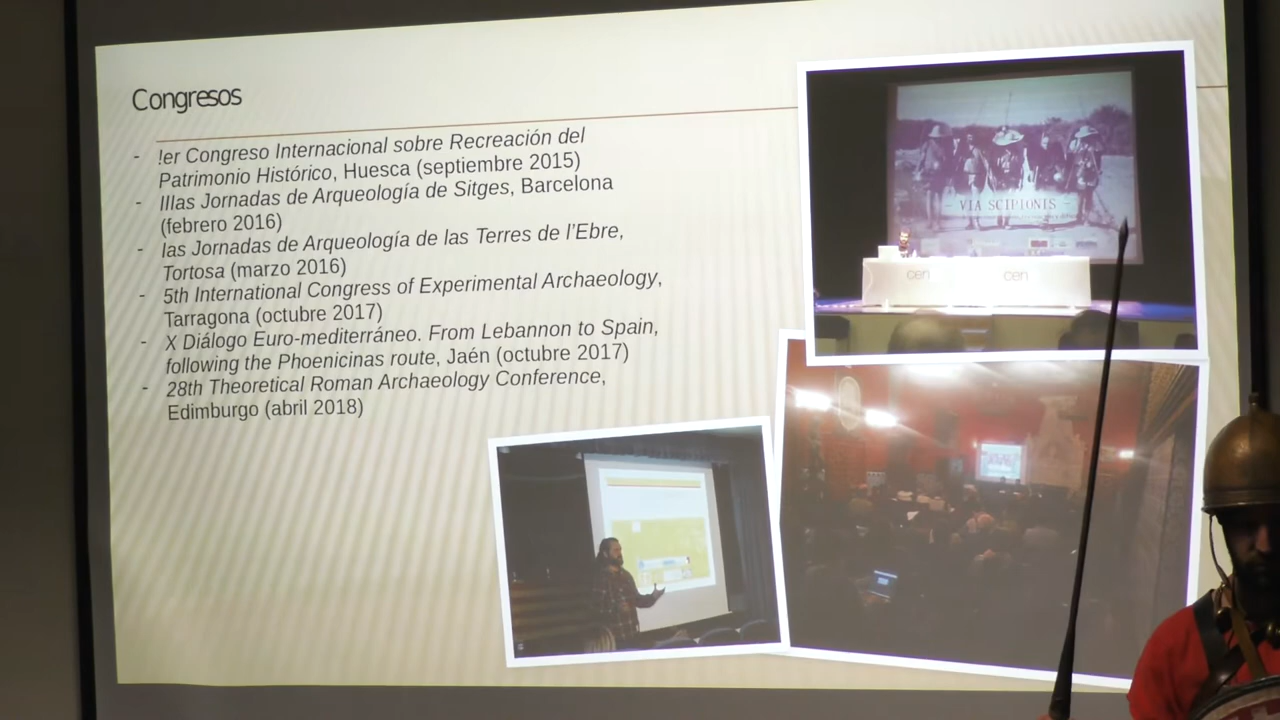 Congresos
- !er Congreso Internacional sobre Recreación del
Patrimonio Histórico, Huesca (septiembre 2015)
- IIIas Jornadas de Arqueología de Sitges, Barcelona
(febrero 2016)
- Ias Jornadas de Arqueología de las Terres de l'Ebre,
Tortosa (marzo 2016)
- 5th International Congress of Experimental Archaeology,
Tarragona (octubre 2017)
- X Diálogo Euro-mediterráneo. From Lebannon to Spain,
following the Phoenicinas route, Jaén (octubre 2017)
- 28th Theoretical Roman Archaeology Conference,
Edimburgo (abril 2018)
- VIA SCIPIONIS -
cen cen